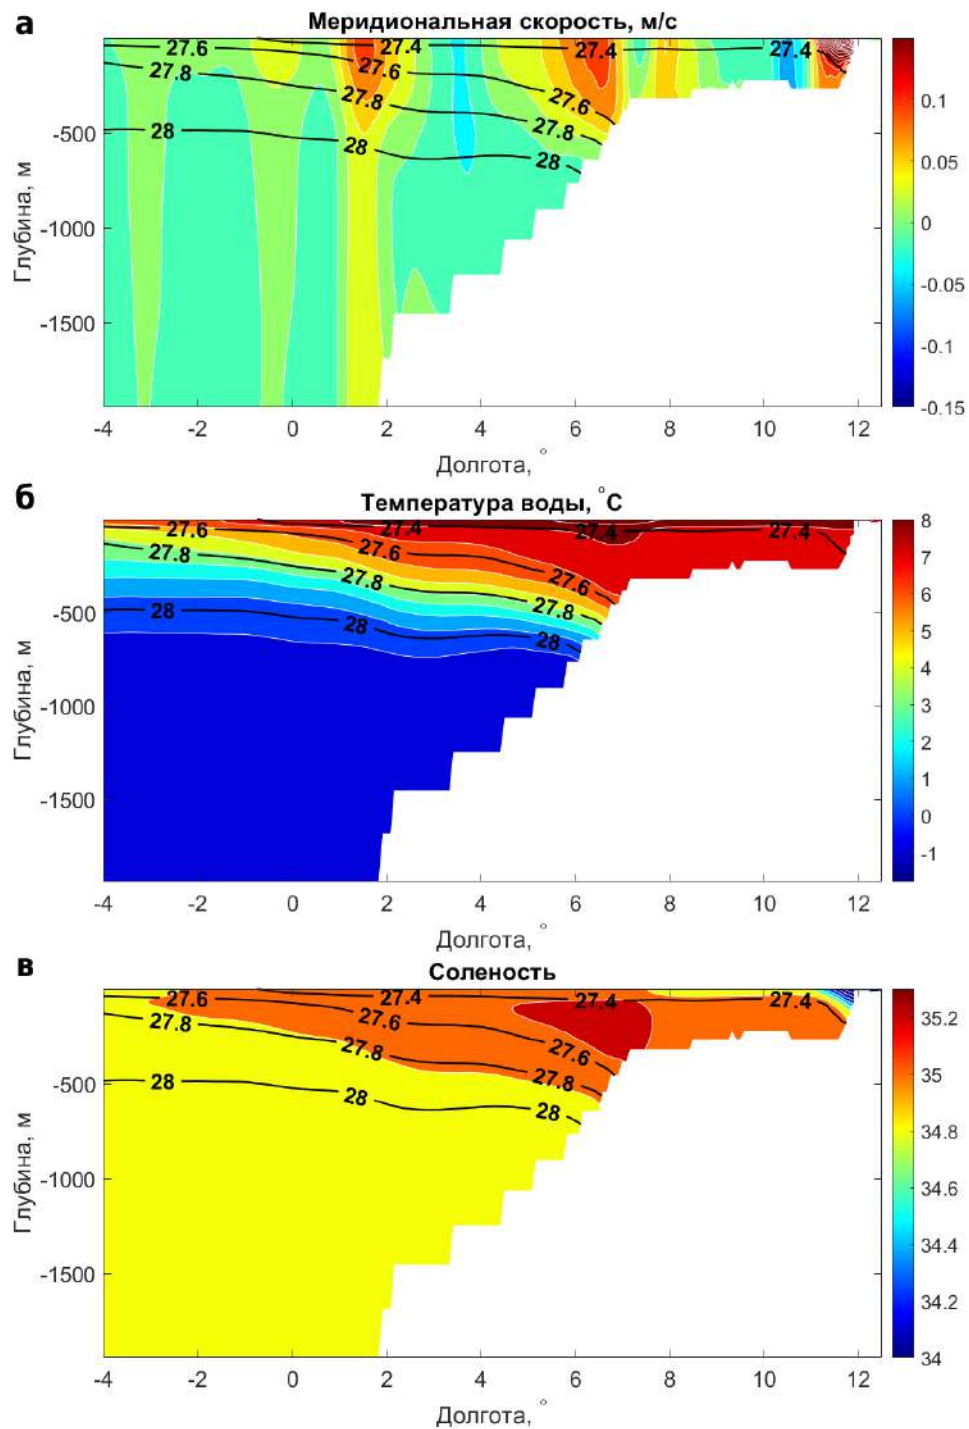 а
Меридиональная скорость, м/с
27.6 27.4 27.4
27.8 27.6
27.8 27.6
28 27.8
28 28
-500
-1000
-1500
Глубина, м
-4 -2 0 2 4 6 8 10 12
Долгота, °
0.1
0.05
0
-0.05
-0.1
-0.15
б
Температура воды, °C
27.6 27.4 27.4 27.4
27.8 27.6
27.8 27.6
28 27.8
28 28
-500
-1000
-1500
Глубина, м
-4 -2 0 2 4 6 8 10 12
Долгота, °
8
7
6
5
4
3
2
1
0
-1
в
Соленость
27.6 27.4 27.4 27.4
27.8 27.6
27.8 27.6
28 27.8
28 28
-500
-1000
-1500
Глубина, м
-4 -2 0 2 4 6 8 10 12
Долгота, °
35.2
35
34.8
34.6
34.4
34.2
34